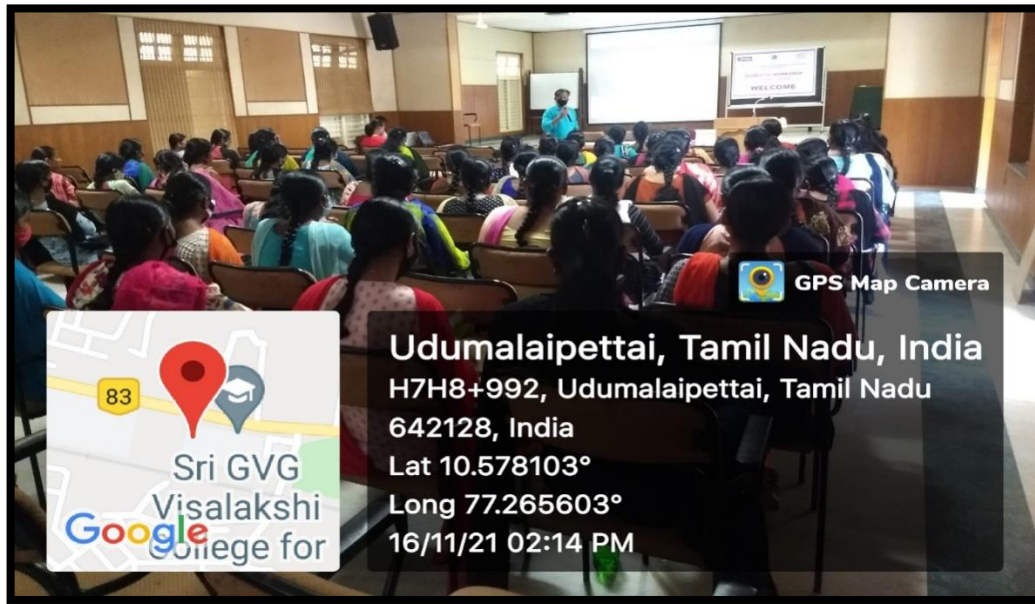 WORKSHOP
WELCOME
GPS Map Camera
Udumalaipettai, Tamil Nadu, India
H7H8+992, Udumalaipettai, Tamil Nadu
642128, India
Lat 10.578103°
Long 77.265603°
16/11/21 02:14 PM
83
Sri GVG
Visalakshi
College for
Google